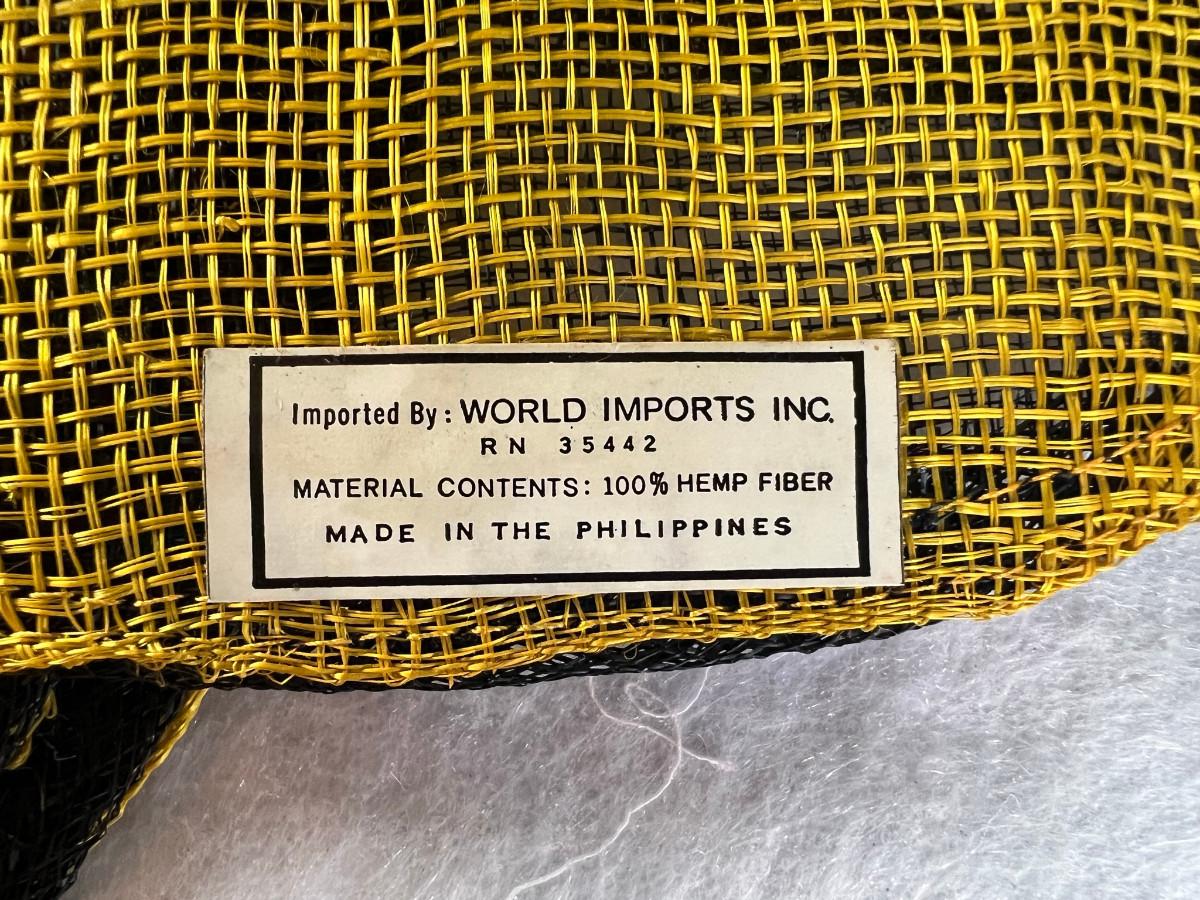 Imported By: WORLD IMPORTS INC.
RN 35442
MATERIAL CONTENTS: 100% HEMP FIBER
MADE IN THE PHILIPPINES